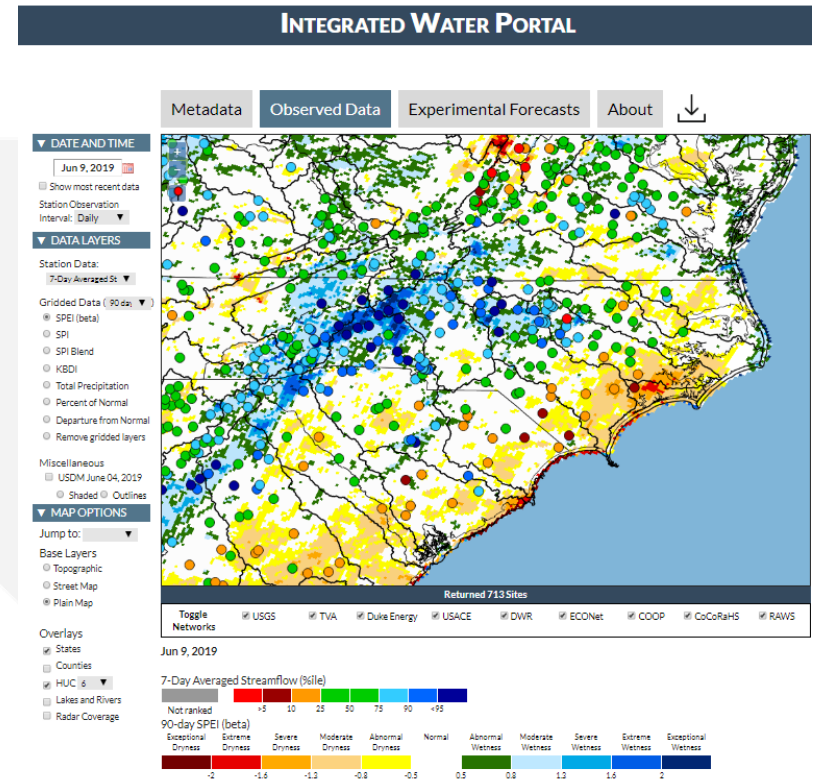 INTEGRATED WATER PORTAL
Metadata
Observed Data
Experimental Forecasts
About
▼ DATE AND TIME
Jun 9, 2019
Show most recent data
Station Observation
Interval: Daily ▼
▼ DATA LAYERS
Station Data:
7-Day Averaged St ▼
Gridded Data ( 90 day ▼ )
SPEI (beta)
SPI
SPI Blend
KBDI
Total Precipitation
Percent of Normal
Departure from Normal
Remove gridded layers
Miscellaneous
USDM June 04, 2019
Shaded Outlines
▼ MAP OPTIONS
Jump to: ▼
Base Layers
Topographic
Street Map
Plain Map
Overlays
States
Counties
HUC 6 ▼
Lakes and Rivers
Radar Coverage
Returned 713 Sites
Toggle Networks
USGS TVA Duke Energy USACE DWR ECONet COOP CoCoRaHS RAWS
Jun 9, 2019
7-Day Averaged Streamflow (%ile)
Not ranked >5 10 25 50 75 90 <95
90-day SPEI (beta)
Exceptional Extreme Severe Moderate Abnormal Normal Abnormal Moderate Severe Extreme Exceptional
Dryness Dryness Dryness Dryness Dryness Wetness Wetness Wetness Wetness Wetness
-2 -1.6 -1.3 -0.8 -0.5 0.5 0.8 1.3 1.6 2